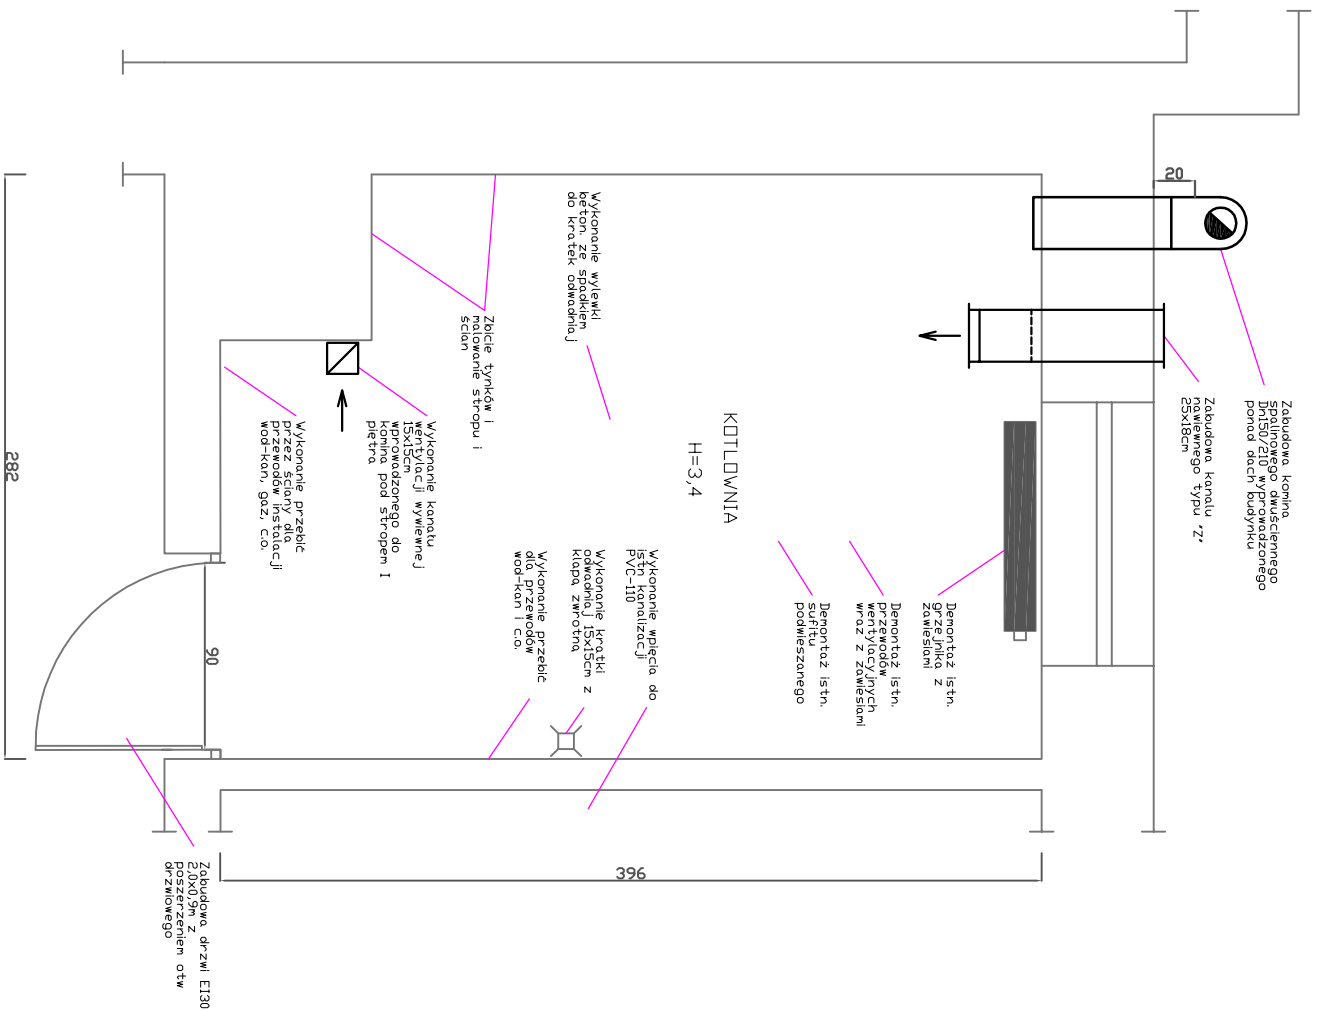 Zabudowa komina
spalinowego dwuściennego
Dn150/210 wyprowadzonego
ponad dach budynku
Zabudowa kanału
nawiewnego typu "Z"
25x18cm
20
Demontaż istn.
grzejnika z
zawiesiami
Demontaż istn.
przewodów
wentylacyjnych
wraz z zawiesiami
Demontaż istn.
sufitu
podwieszanego
KOTŁOWNIA
H=3,4
Wykonanie wpięcia do
istn kanalizacji
PVC-110
Wykonanie kratki
odwadniaj 15x15cm z
klapą zwrotną
Wykonanie przebić
dla przewodów
wod-kan i c.o.
Wykonanie wylewki
beton. ze spadkiem
do kratek odwadniaj
Zbicie tynków i
malowanie stropu i
ścian
Wykonanie kanału
wentylacji wywiewnej
15x15cm
wprowadzonego do
komina pod stropem I
piętra
Wykonanie przebić
przez ściany dla
przewodów instalacji
wod-kan, gaz, c.o.
Zabudowa drzwi EI30
2,0x0,9m z
poszerzeniem otw
drzwiowego
90
282
396